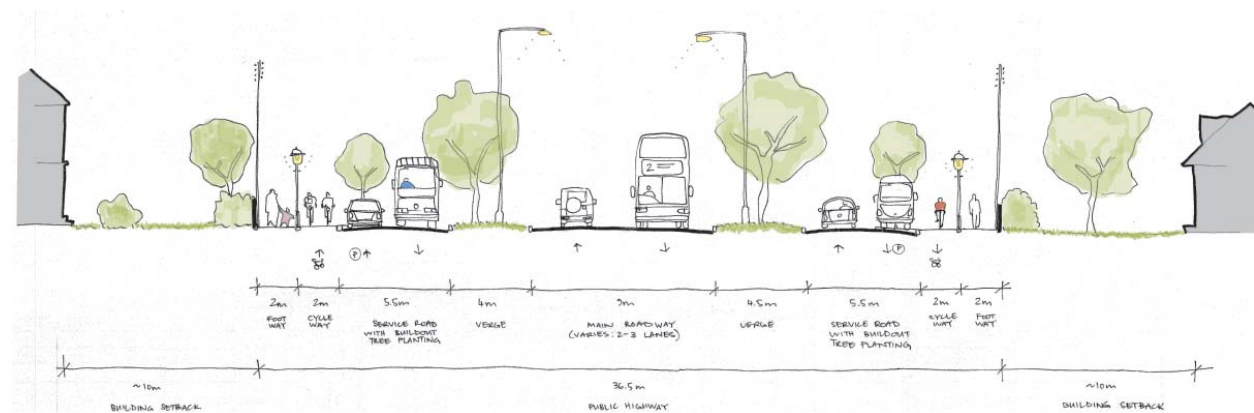 2
P
P
2m
FOOT
WAY
2m
CYCLE
WAY
5.5m
SERVICE ROAD
WITH BUILDOUT
TREE PLANTING
4m
VERGE
9m
MAIN ROADWAY
(VARIES: 2-3 LANES)
4.5m
VERGE
5.5m
SERVICE ROAD
WITH BUILDOUT
TREE PLANTING
2m
CYCLE
WAY
2m
FOOT
WAY
~10m
BUILDING SETBACK
36.5m
PUBLIC HIGHWAY
~10m
BUILDING SETBACK